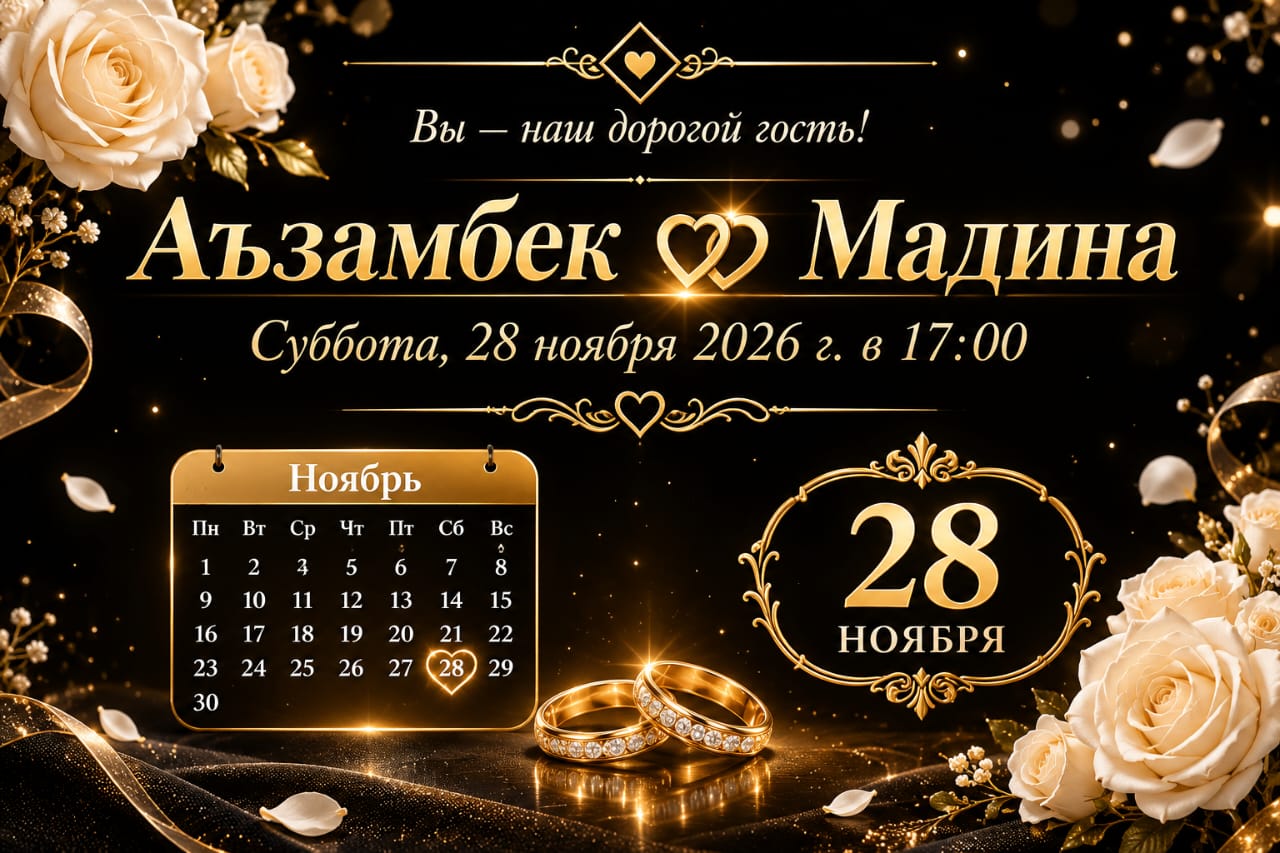 Вы – наш дорогой гость!
Аъзамбек Мадина
Суббота, 28 ноября 2026 г. в 17:00
Ноябрь
Пн Вт Ср Чт Пт Сб Вс
1 2 3 5 6 7 8
9 10 11 12 13 14 15
16 17 18 19 20 21 22
23 24 25 26 27 28 29
30
28
НОЯБРЯ